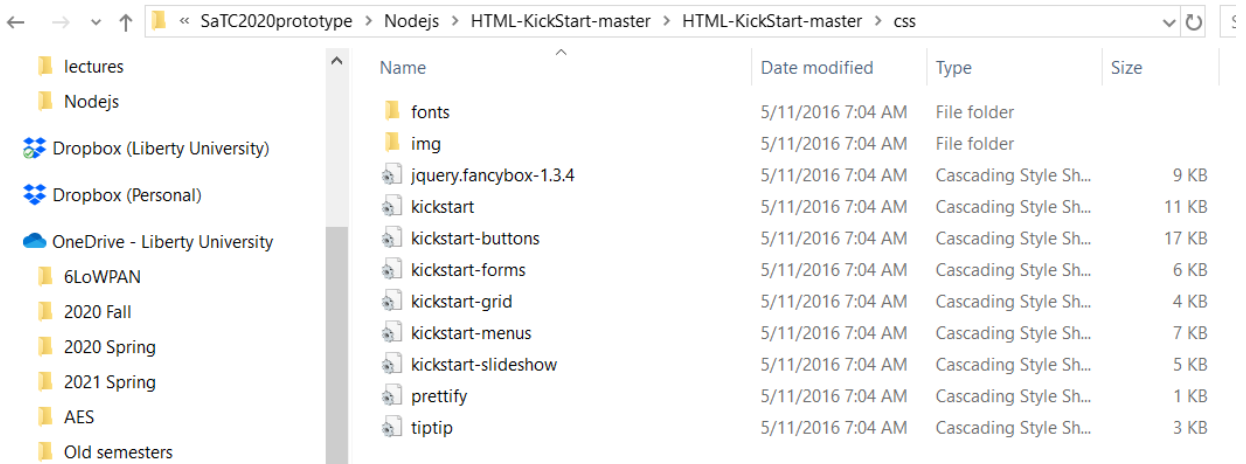 « SaTC2020prototype > Nodejs > HTML-KickStart-master > HTML-KickStart-master > css
lectures
Nodejs
Dropbox (Liberty University)
Dropbox (Personal)
OneDrive - Liberty University
6LoWPAN
2020 Fall
2020 Spring
2021 Spring
AES
Old semesters
Name Date modified Type Size
fonts 5/11/2016 7:04 AM File folder
img 5/11/2016 7:04 AM File folder
jquery.fancybox-1.3.4 5/11/2016 7:04 AM Cascading Style Sh... 9 KB
kickstart 5/11/2016 7:04 AM Cascading Style Sh... 11 KB
kickstart-buttons 5/11/2016 7:04 AM Cascading Style Sh... 17 KB
kickstart-forms 5/11/2016 7:04 AM Cascading Style Sh... 6 KB
kickstart-grid 5/11/2016 7:04 AM Cascading Style Sh... 4 KB
kickstart-menus 5/11/2016 7:04 AM Cascading Style Sh... 7 KB
kickstart-slideshow 5/11/2016 7:04 AM Cascading Style Sh... 5 KB
prettify 5/11/2016 7:04 AM Cascading Style Sh... 1 KB
tiptip 5/11/2016 7:04 AM Cascading Style Sh... 3 KB